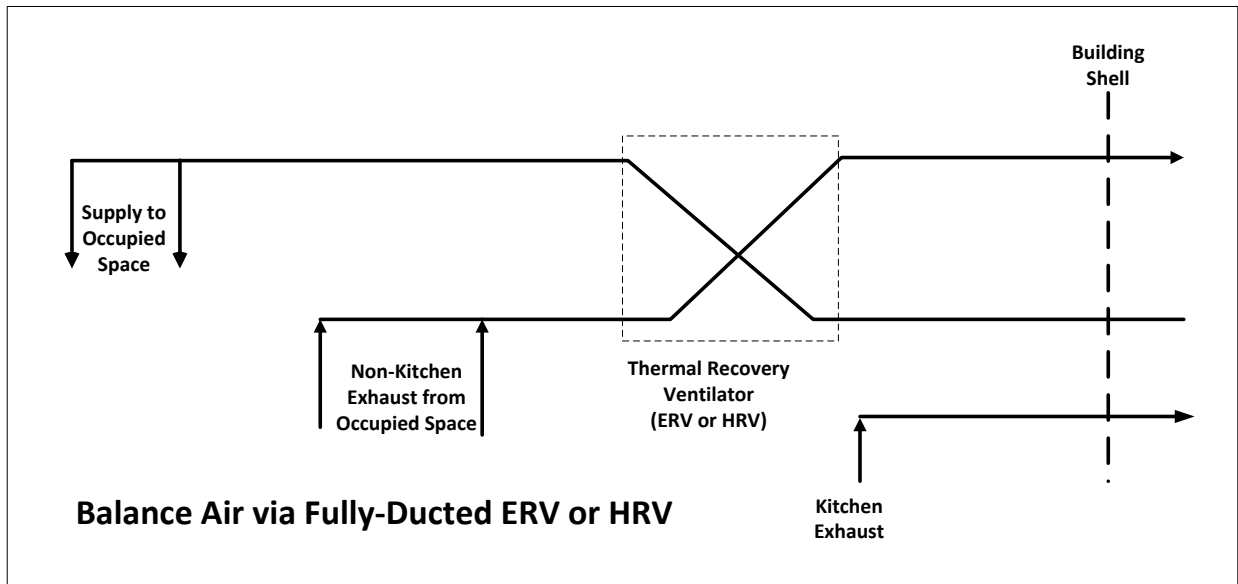 Building
Shell
Supply to
Occupied
Space
Non-Kitchen
Exhaust from
Occupied Space
Thermal Recovery
Ventilator
(ERV or HRV)
Kitchen
Exhaust
Balance Air via Fully-Ducted ERV or HRV